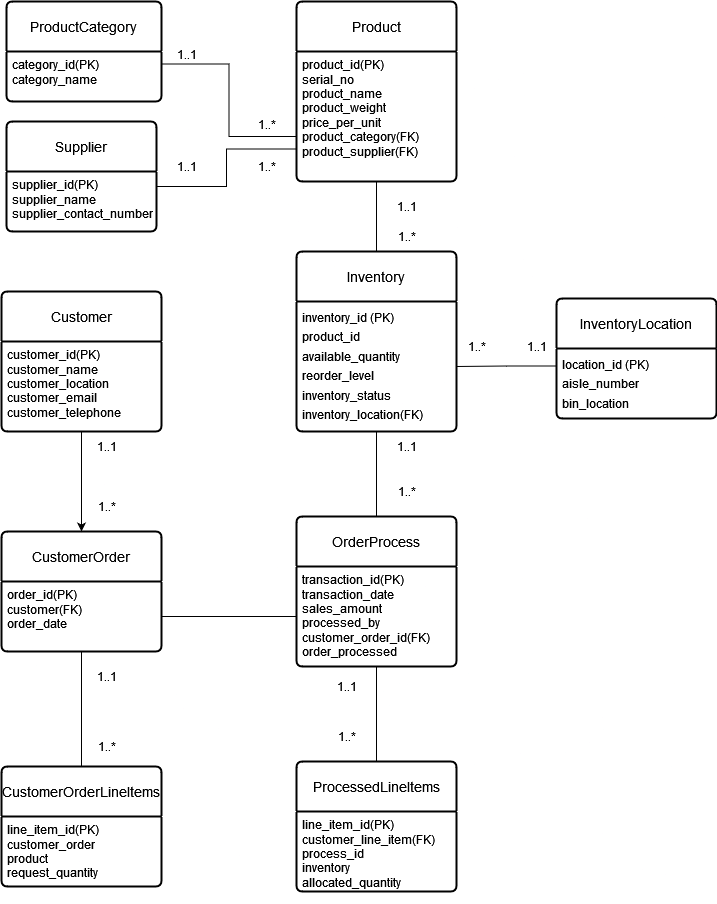 ProductCategory
category_id(PK)
category_name
1..1
Product
product_id(PK)
serial_no
product_name
product_weight
price_per_unit
product_category(FK)
product_supplier(FK)
1..*
Supplier
supplier_id(PK)
supplier_name
supplier_contact_number
1..1
1..*
1..1
1..*
Inventory
inventory_id (PK)
product_id
available_quantity
reorder_level
inventory_status
inventory_location(FK)
1..*
1..1
InventoryLocation
location_id (PK)
aisle_number
bin_location
Customer
customer_id(PK)
customer_name
customer_location
customer_email
customer_telephone
1..1
1..*
1..1
1..*
CustomerOrder
order_id(PK)
customer(FK)
order_date
OrderProcess
transaction_id(PK)
transaction_date
sales_amount
processed_by
customer_order_id(FK)
order_processed
1..1
1..*
1..1
1..*
CustomerOrderLineItems
line_item_id(PK)
customer_order
product
request_quantity
ProcessedLineItems
line_item_id(PK)
customer_line_item(FK)
process_id
inventory
allocated_quantity